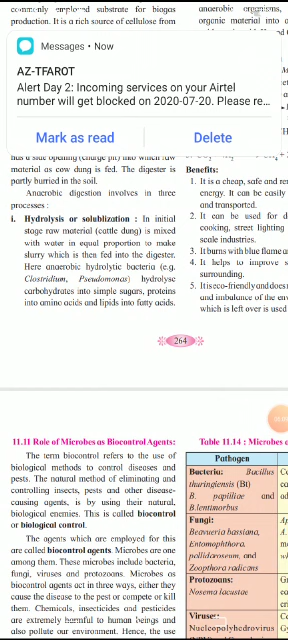 commonly employed substrate for biogas
production. It is a rich source of cellulose from
anaerobic organisms,
organic material into
Messages • Now
AZ-TFAROT
Alert Day 2: Incoming services on your Airtel
number will get blocked on 2020-07-20. Please re...
Mark as read
Delete
has a side opening (charge pit) into which raw
material as cow dung is fed. The digester is
partly burried in the soil.
Anaerobic digestion involves in three
processes :
i. Hydrolysis or solublization : In initial
stage raw material (cattle dung) is mixed
with water in equal proportion to make
slurry which is then fed into the digester.
Here anaerobic hydrolytic bacteria (e.g.
Clostridium, Pseudomonas) hydrolyse
carbohydrates into simple sugars, proteins
into amino acids and lipids into fatty acids.
Benefits:
1. It is a cheap, safe and
energy. It can be easily
and transported.
2. It can be used for
cooking, street lighting
scale industries.
3. It burns with blue flame
4. It helps to improve
surrounding.
5. It is eco-friendly and does
and imbalance of the
which is left over is used
264
11.11 Role of Microbes as Biocontrol Agents:
The term biocontrol refers to the use of
biological methods to control diseases and
pests. The natural method of eliminating and
controlling insects, pests and other disease-
causing agents, is by using their natural,
biological enemies. This is called biocontrol
or biological control.
The agents which are employed for this
are called biocontrol agents. Microbes are one
among them. These microbes include bacteria,
fungi, viruses and protozoans. Microbes as
biocontrol agents act in three ways, either they
cause the disease to the pest or compete or kill
them. Chemicals, insecticides and pesticides
are extremely harmful to human beings and
also pollute our environment. Hence, the use
Table 11.14 : Microbes
Pathogen
Bacteria: Bacillus
thuringiensis (Bt)
B. papilliae and
B.lentimorbus
Fungi:
Beauveria bassiana,
Entomophthora,
pallidaroseum, and
Zoopthora radicans
Protozoans:
Nosema locustae
Viruses:
Nucleopolyhedrovirus